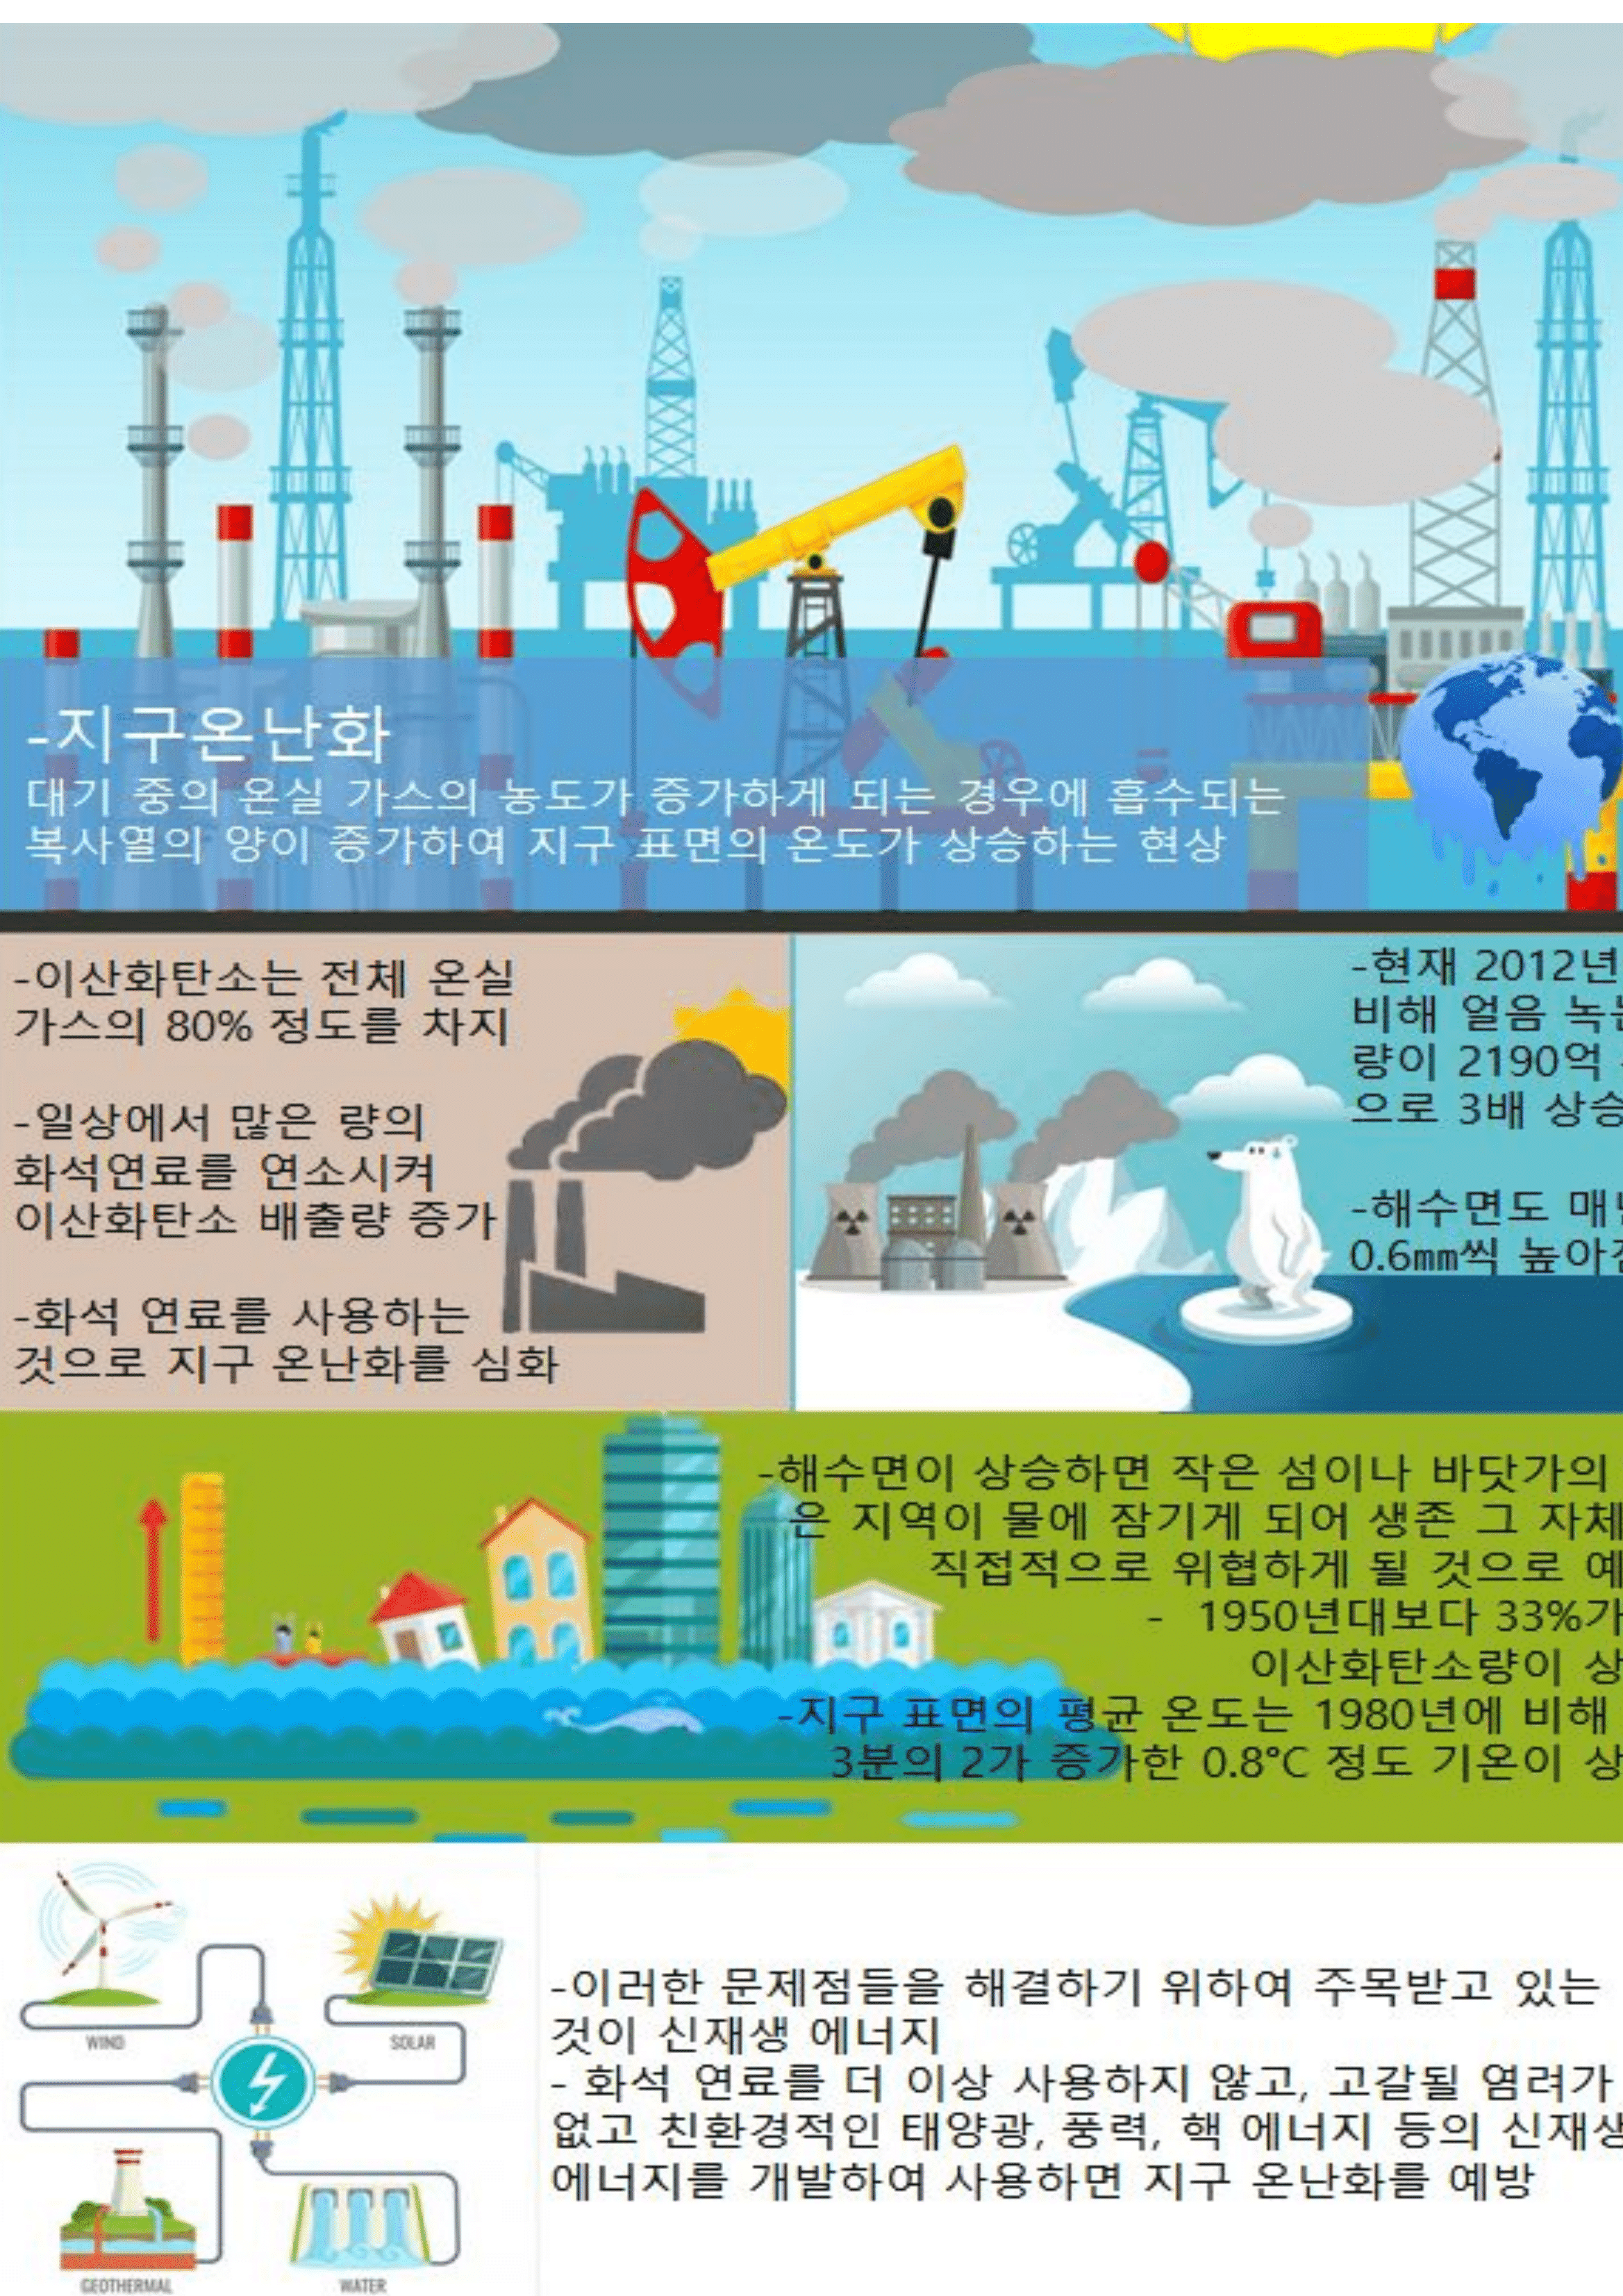 -지구온난화
대기 중의 온실 가스의 농도가 증가하게 되는 경우에 흡수되는
복사열의 양이 증가하여 지구 표면의 온도가 상승하는 현상
-이산화탄소는 전체 온실
가스의 80% 정도를 차지
-일상에서 많은 량의
화석연료를 연소시켜
이산화탄소 배출량 증가
-화석 연료를 사용하는
것으로 지구 온난화를 심화
-현재 2012년
비해 얼음
량이 2190억
으로 3배 상승
-해수면도
0.6mm씩
-해수면이 상승하면 작은 섬이나 바닷가의
은 지역이 물에 잠기게 되어 생존 그 자체
직접적으로 위협하게 될 것으로 예
- 1950년대보다 33%가
이산화탄소량이 상
-지구 표면의 평균 온도는 1980년에 비해
3분의 2가 증가한 0.8°C 정도 기온이 상
WIND
SOLAR
GEOTHERMAL
WATER
-이러한 문제점들을 해결하기 위하여 주목받고 있는
것이 신재생 에너지
- 화석 연료를 더 이상 사용하지 않고, 고갈될 염려가
없고 친환경적인 태양광, 풍력, 핵 에너지 등의 신재생
에너지를 개발하여 사용하면 지구 온난화를 예방